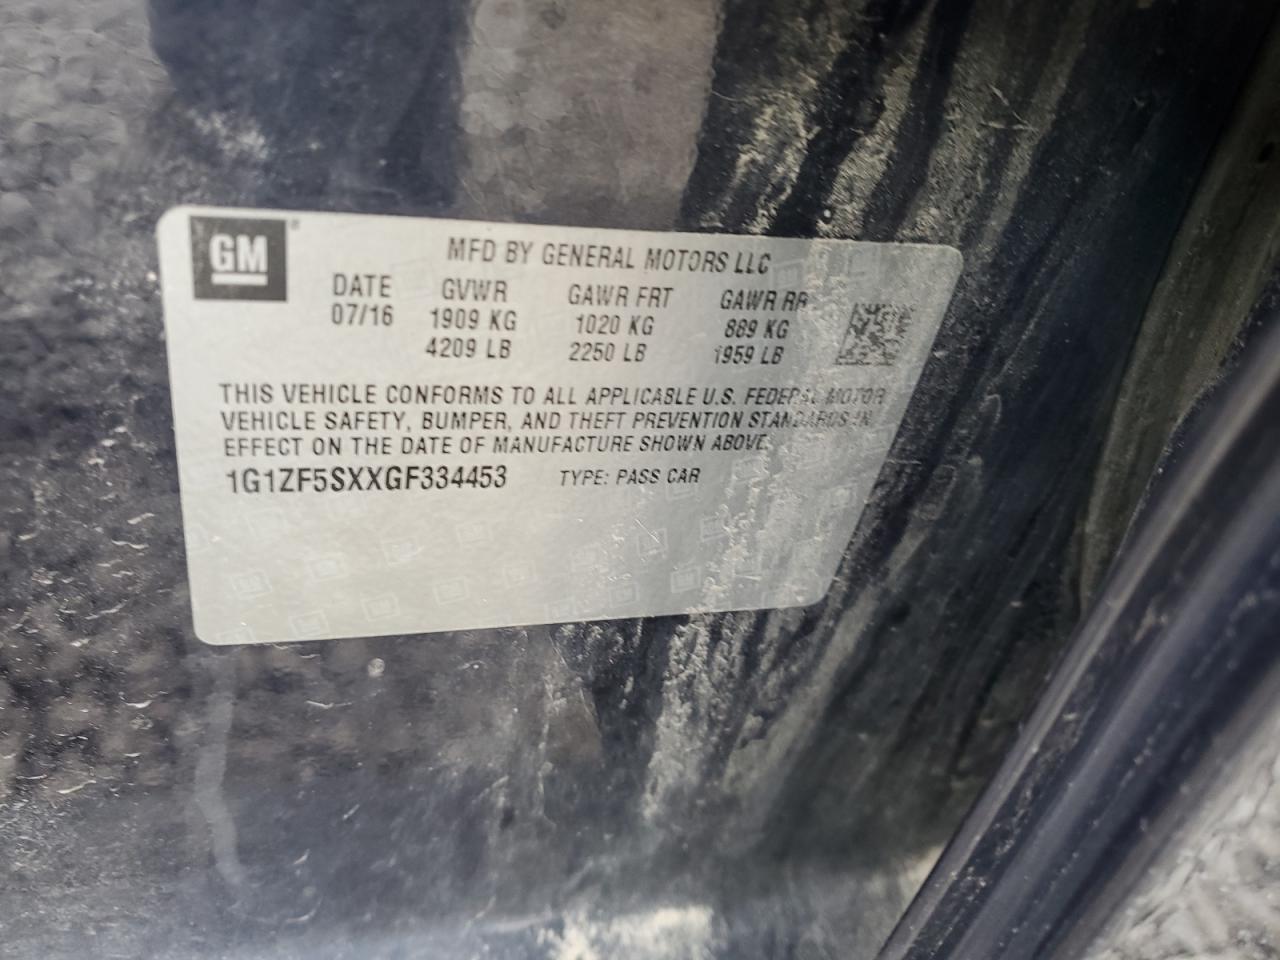 GM®
MFD BY GENERAL MOTORS LLC
DATE GVWR GAWR FRT GAWR RR
07/16 1909 KG 1020 KG 889 KG
4209 LB 2250 LB 1959 LB
THIS VEHICLE CONFORMS TO ALL APPLICABLE U.S. FEDERAL MOTOR
VEHICLE SAFETY, BUMPER, AND THEFT PREVENTION STANDARDS IN
EFFECT ON THE DATE OF MANUFACTURE SHOWN ABOVE.
1G1ZF5SXXGF334453 TYPE: PASS CAR